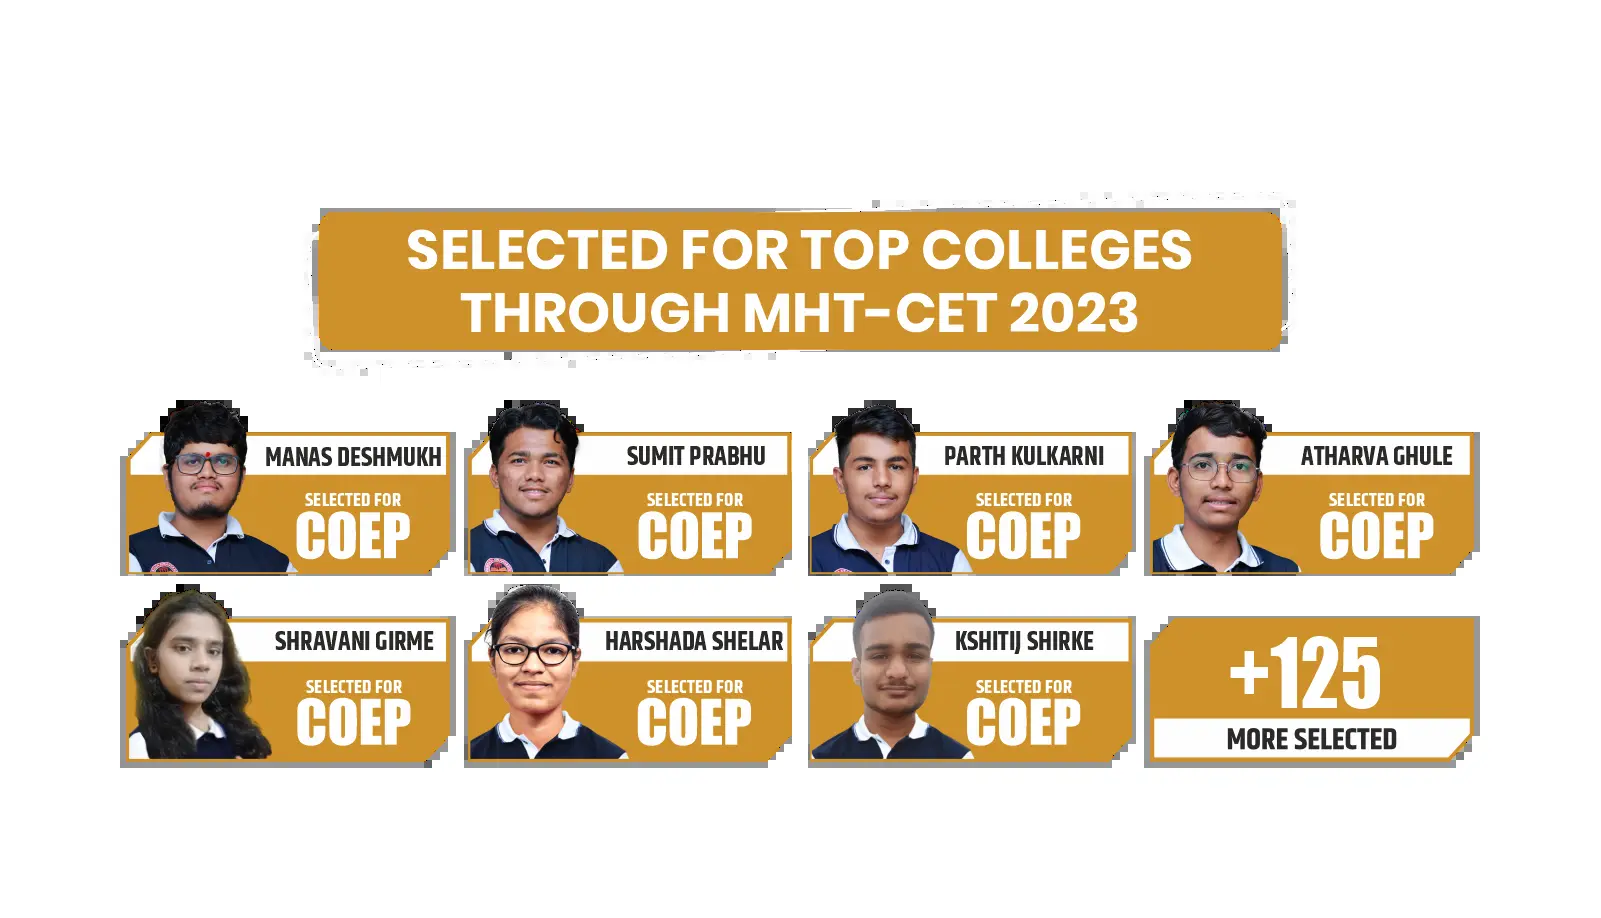 SELECTED FOR TOP COLLEGES
THROUGH MHT-CET 2023
MANAS DESHMUKH
SELECTED FOR
COEP
SUMIT PRABHU
SELECTED FOR
COEP
PARTH KULKARNI
SELECTED FOR
COEP
ATHARVA GHULE
SELECTED FOR
COEP
SHRAVANI GIRME
SELECTED FOR
COEP
HARSHADA SHELAR
SELECTED FOR
COEP
KSHITIJ SHIRKE
SELECTED FOR
COEP
+125
MORE SELECTED